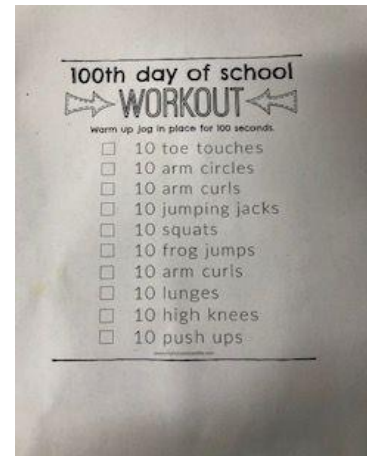 100th day of school
WORKOUT
Warm up jog in place for 100 seconds.
10 toe touches
10 arm circles
10 arm curls
10 jumping jacks
10 squats
10 frog jumps
10 arm curls
10 lunges
10 high knees
10 push ups